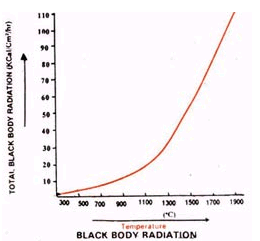 TOTAL BLACK BODY RADIATION (KCal/Cm²/hr)
110
100
90
80
70
60
50
40
30
20
10
300 500 700 900 1100 1300 1500 1700 1900
(°C)
Temperature
BLACK BODY RADIATION